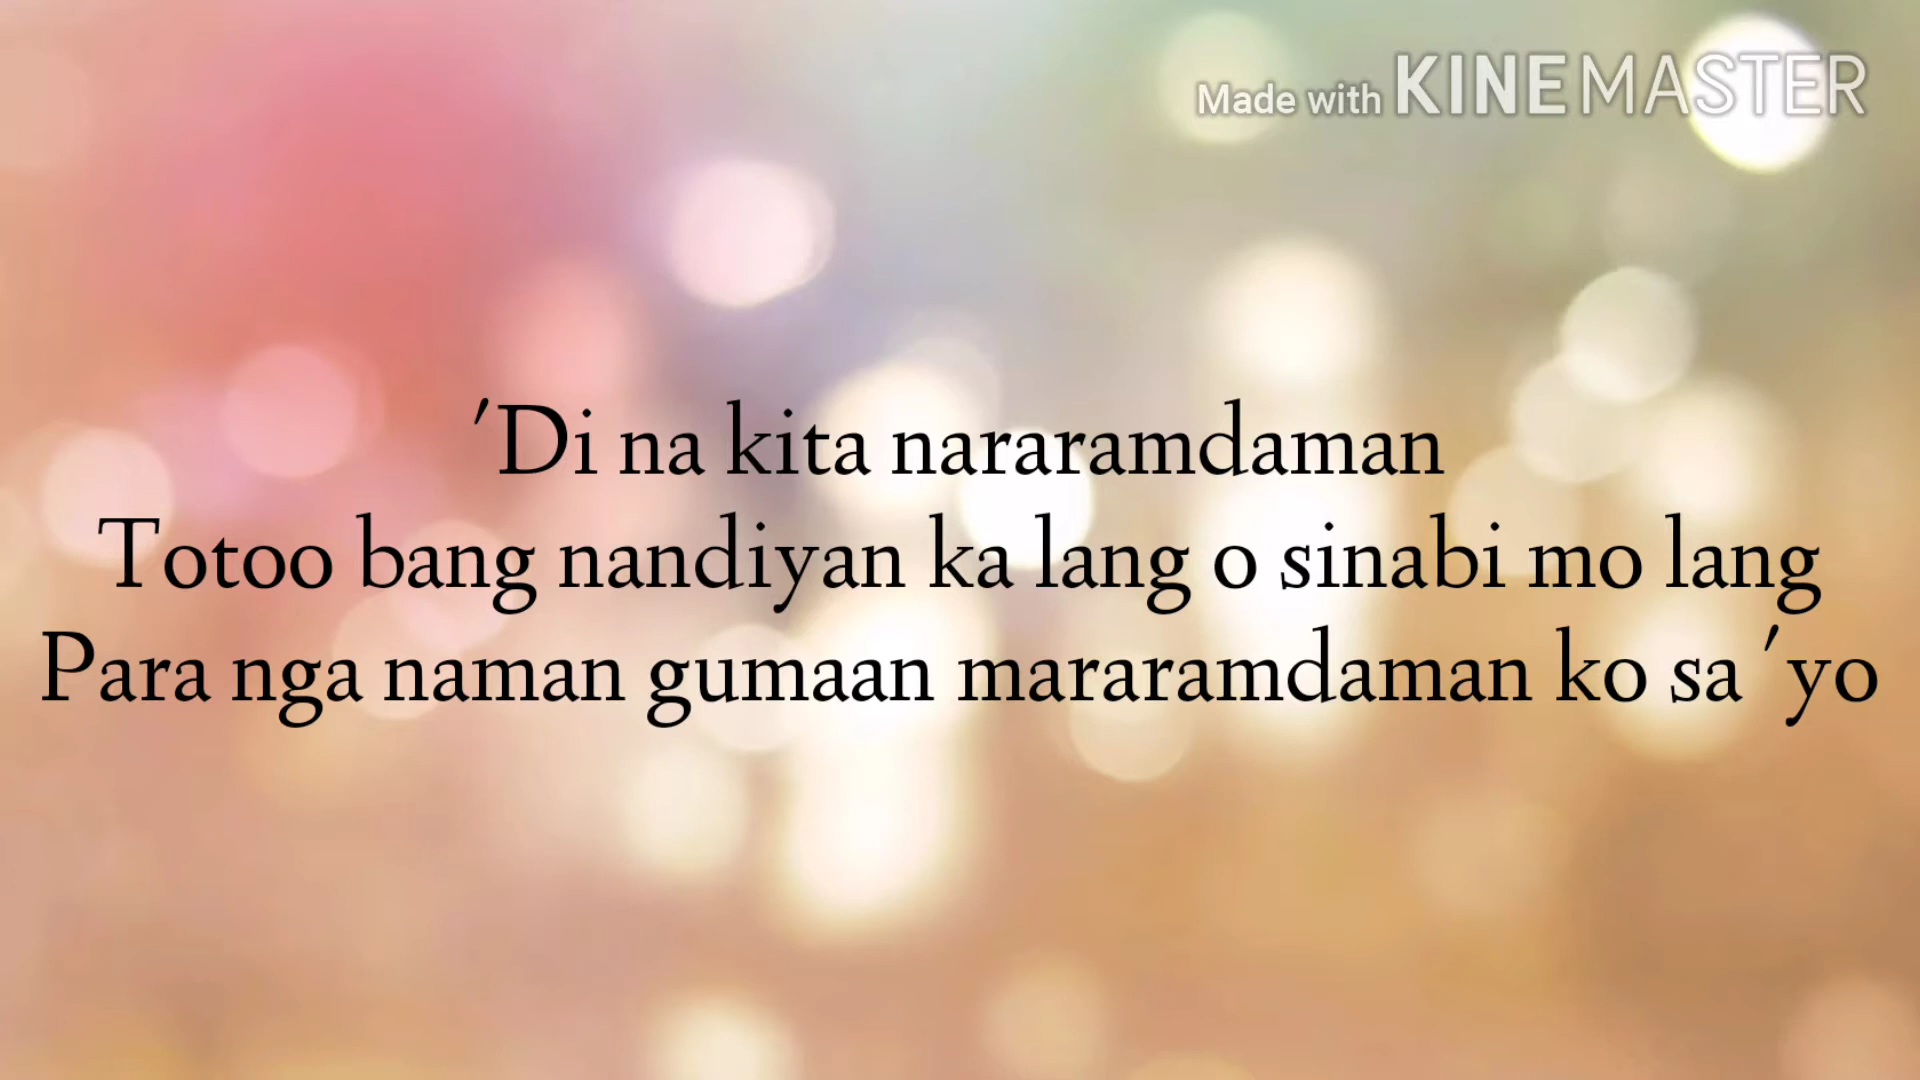 Made with KINEMASTER
'Di na kita nararamdaman
Totoo bang nandiyan ka lang o sinabi mo lang
Para nga naman gumaan mararamdaman ko sa 'yo